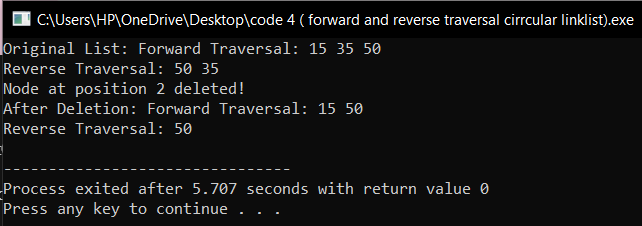 C:\Users\HP\OneDrive\Desktop\code 4 ( forward and reverse traversal cirrcular linklist).exe
Original List: Forward Traversal: 15 35 50
Reverse Traversal: 50 35
Node at position 2 deleted!
After Deletion: Forward Traversal: 15 50
Reverse Traversal: 50
--------------------------------
Process exited after 5.707 seconds with return value 0
Press any key to continue . . .